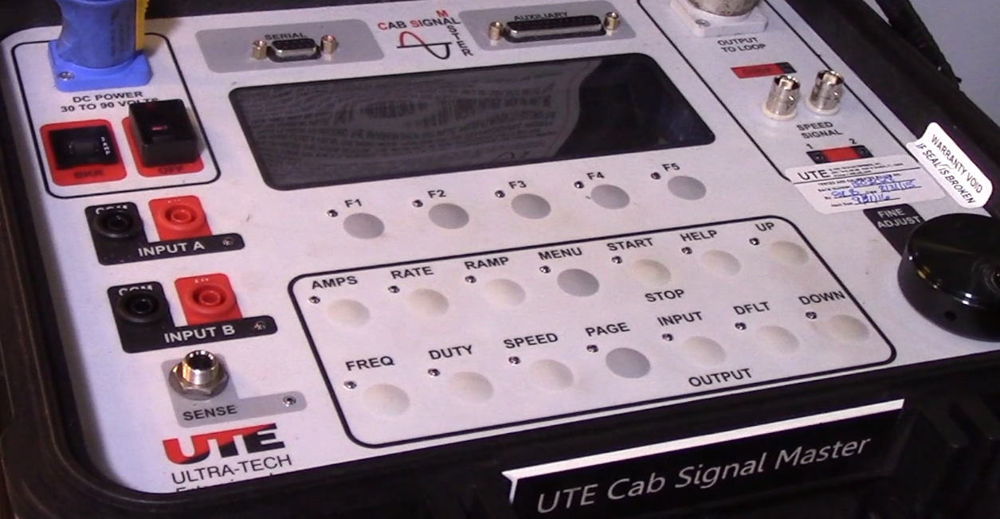 SERIAL
CAB SIGNAL
MASTER
AUXILIARY
OUTPUT
TO LOOP
DC POWER
30 TO 90 VOLTS
BKR
OFF
SPEED
SIGNAL
1 2
UTE
WARRANTY VOID
IF SEAL IS BROKEN
FINE
ADJUST
F1 F2 F3 F4 F5
COM
INPUT A
COM
INPUT B
SENSE
AMPS RATE RAMP MENU START HELP UP
STOP
FREQ DUTY SPEED PAGE INPUT DFLT DOWN
OUTPUT
UTE
ULTRA-TECH
UTE Cab Signal Master